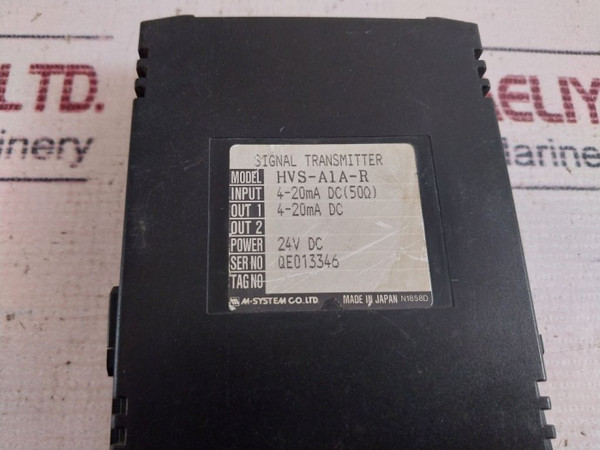 LTD.
inery
AELIY
Marine
SIGNAL TRANSMITTER
MODEL HVS-A1A-R
INPUT 4-20mA DC(50Ω)
OUT 1 4-20mA DC
OUT 2
POWER 24V DC
SER NO QE013346
TAG NO
M-SYSTEM CO.,LTD MADE IN JAPAN N1858D